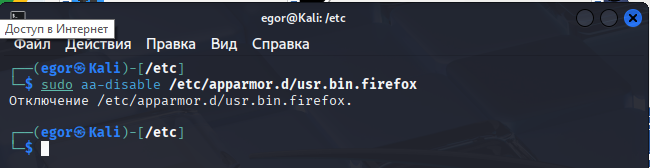 egor@Kali: /etc
Доступ в Интернет
Файл Действия Правка Вид Справка
┌──(egor㉿Kali)-[/etc]
└─$ sudo aa-disable /etc/apparmor.d/usr.bin.firefox
Отключение /etc/apparmor.d/usr.bin.firefox.
┌──(egor㉿Kali)-[/etc]
└─$